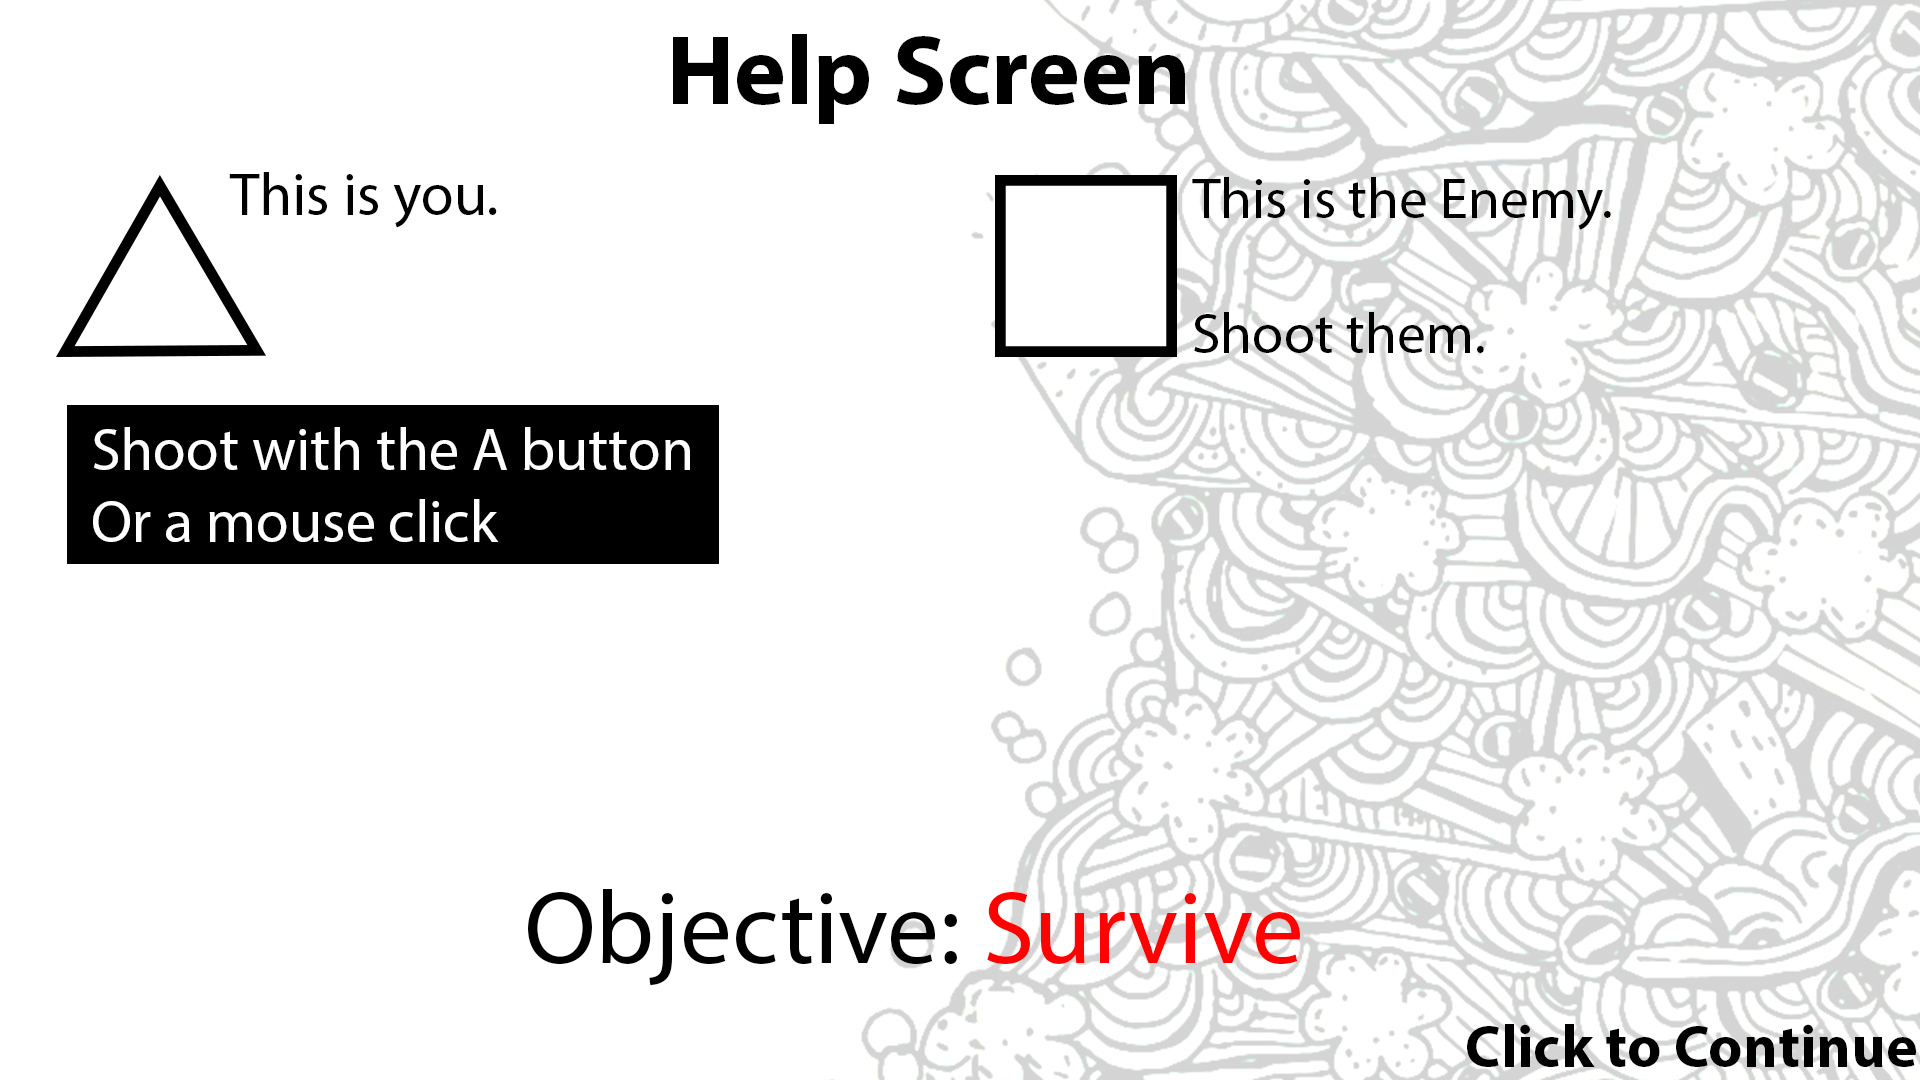 Help Screen
This is you.
This is the Enemy.
Shoot them.
Shoot with the A button
Or a mouse click
Objective: Survive
Click to Continue